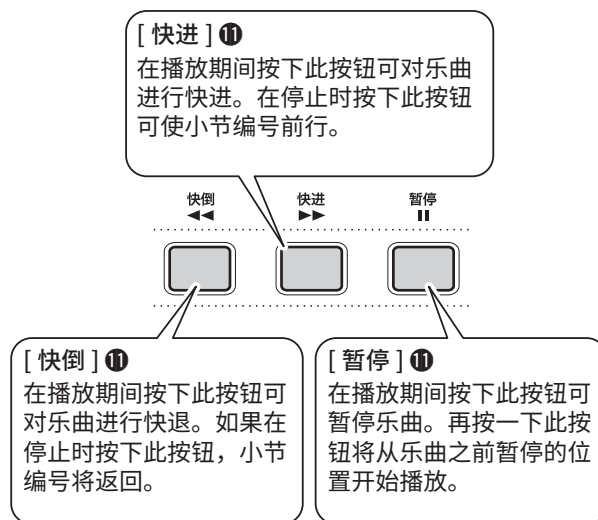 [ 快进 ] ⓫
在播放期间按下此按钮可对乐曲
进行快进。在停止时按下此按钮
可使小节编号前行。
快倒
快进
暂停
[ 快倒 ] ⓫
在播放期间按下此按钮可
对乐曲进行快退。如果在
停止时按下此按钮，小节
编号将返回。
[ 暂停 ] ⓫
在播放期间按下此按钮可
暂停乐曲。再按一下此按
钮将从乐曲之前暂停的位
置开始播放。